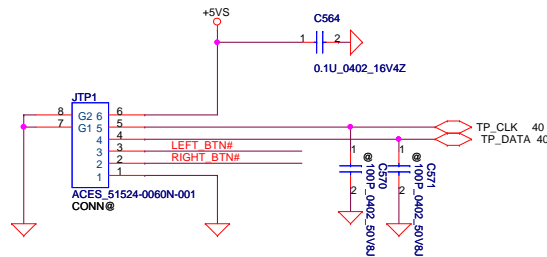 +5VS
C564
1 2
0.1U_0402_16V4Z
JTP1
8 G2 6 6
7 G1 5 5
4 4
3 3 LEFT_BTN#
2 2 RIGHT_BTN#
1 1
ACES_51524-0060N-001
CONN@
TP_CLK 40
TP_DATA 40
1 2
@
100P_0402_50V8J
C570
1 2
@
100P_0402_50V8J
C571